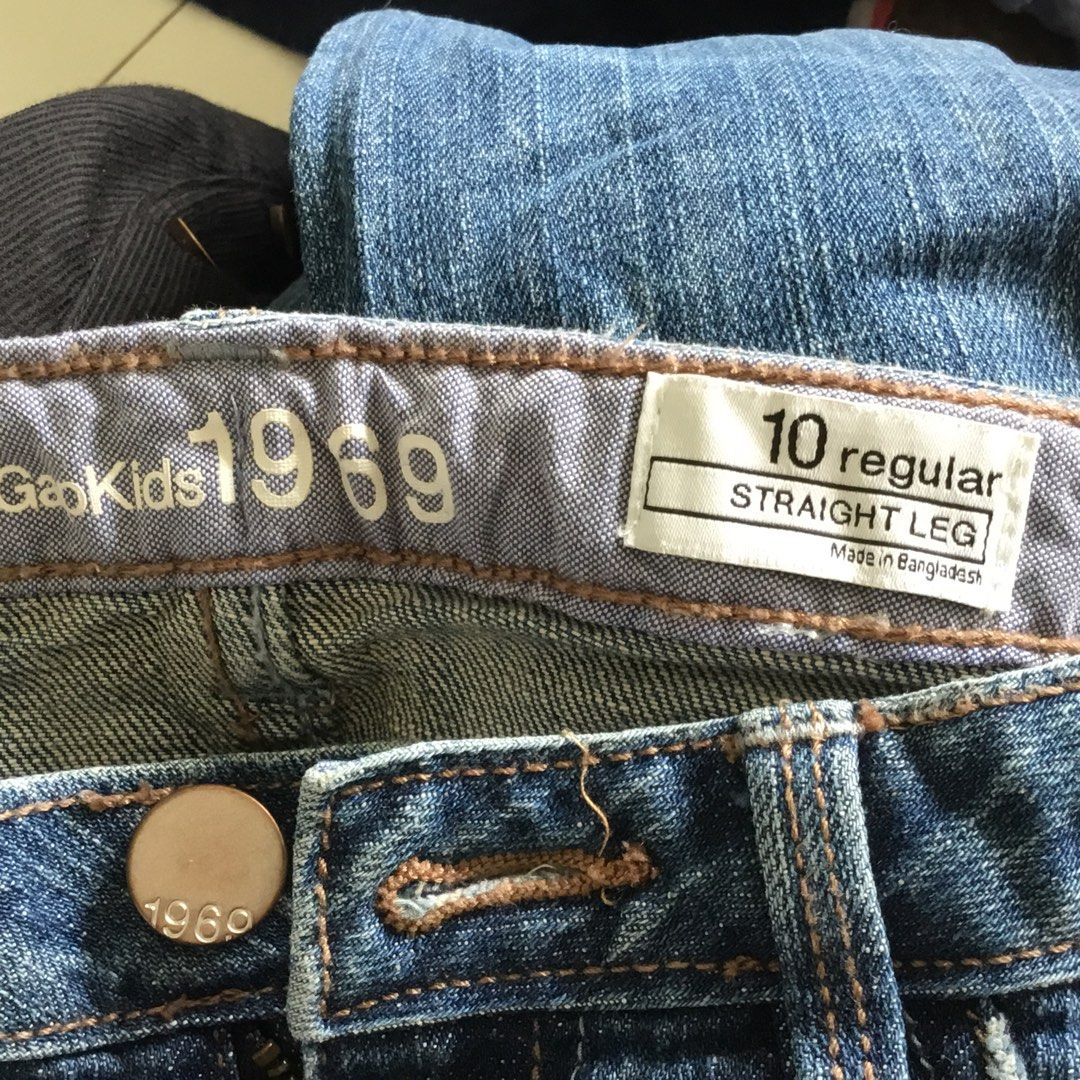 GapKids 1969
10 regular
STRAIGHT LEG
Made in Bangladesh
1969